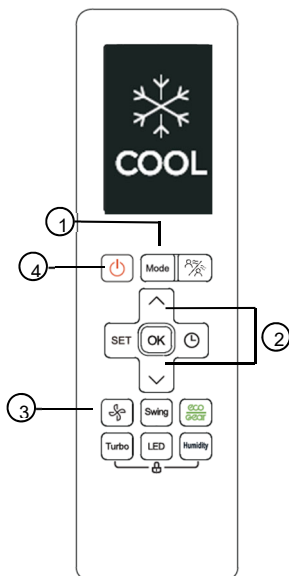 COOL
1
4
Mode
SET OK
2
3
Swing eco GEAR
Turbo LED Humidity